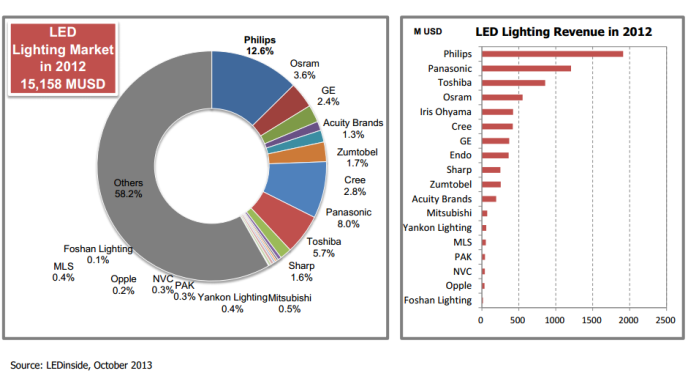 LED
Lighting Market
in 2012
15,158 MUSD
Philips
12.6%
Osram
3.6%
GE
2.4%
Acuity Brands
1.3%
Zumtobel
1.7%
Cree
2.8%
Panasonic
8.0%
Toshiba
5.7%
Sharp
1.6%
Mitsubishi
0.5%
Yankon Lighting
0.4%
PAK
0.3%
NVC
0.3%
Opple
0.2%
MLS
0.4%
Foshan Lighting
0.1%
Others
58.2%
M USD
LED Lighting Revenue in 2012
Philips
Panasonic
Toshiba
Osram
Iris Ohyama
Cree
GE
Endo
Sharp
Zumtobel
Acuity Brands
Mitsubishi
Yankon Lighting
MLS
PAK
NVC
Opple
Foshan Lighting
0 500 1000 1500 2000 2500
Source: LEDinside, October 2013